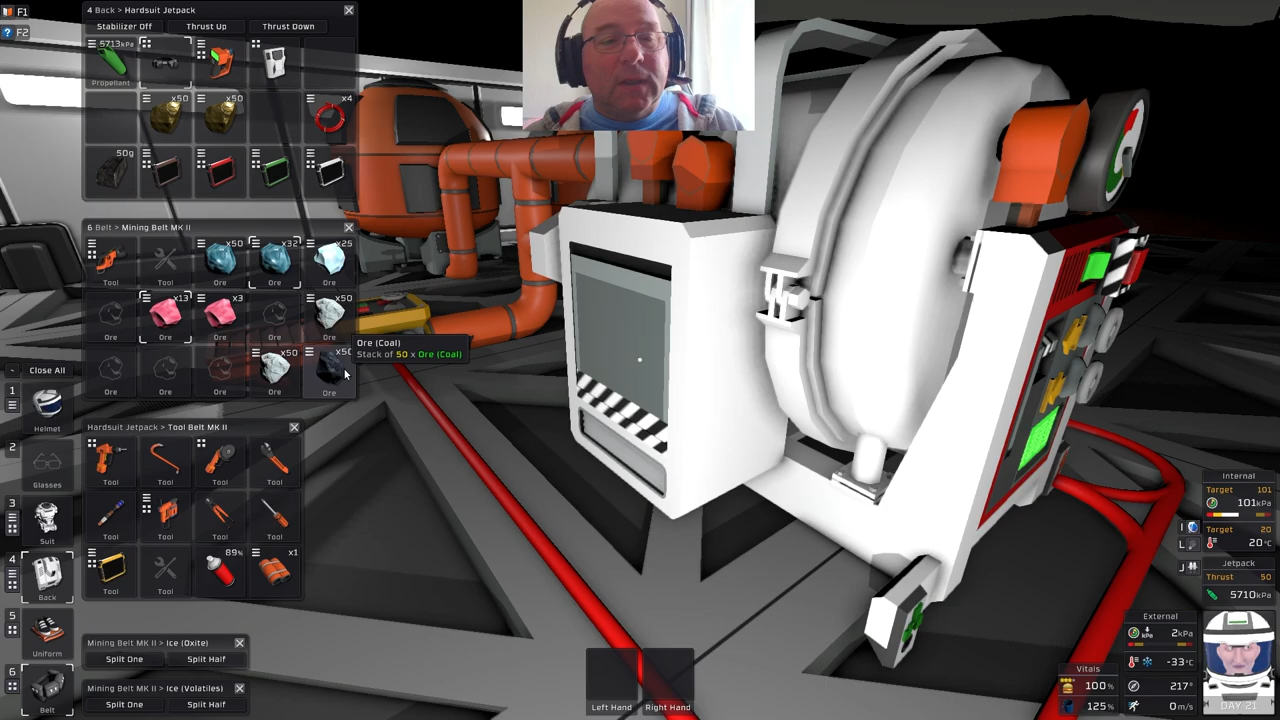 F1
F2
4 Back > Hardsuit Jetpack
Stabilizer Off
Thrust Up
Thrust Down
5713kPa
Propellant
x50
x50
x4
50g
6 Belt > Mining Belt MK II
x50
x32
x25
Tool
Tool
Ore
Ore
Ore
x13
x3
x50
Ore
Ore
Ore
Ore
Ore
x50
x50
Ore
Ore
Ore
Ore
Ore
Ore (Coal)
Stack of 50 x Ore (Coal)
Close All
1
Helmet
2
Glasses
3
Suit
4
Back
5
Uniform
6
Belt
Hardsuit Jetpack > Tool Belt MK II
Tool
Tool
Tool
Tool
Tool
Tool
Tool
Tool
89%
x1
Tool
Tool
Tool
Tool
Mining Belt MK II > Ice (Oxite)
Split One
Split Half
Mining Belt MK II > Ice (Volatiles)
Split One
Split Half
Left Hand
Right Hand
Internal
Target 101
101kPa
Target 20
20°C
Jetpack
Thrust 50
5710kPa
I
L
J
External
kPa
2kPa
-33°C
217°
0m/s
Vitals
100%
125%
DAY 21